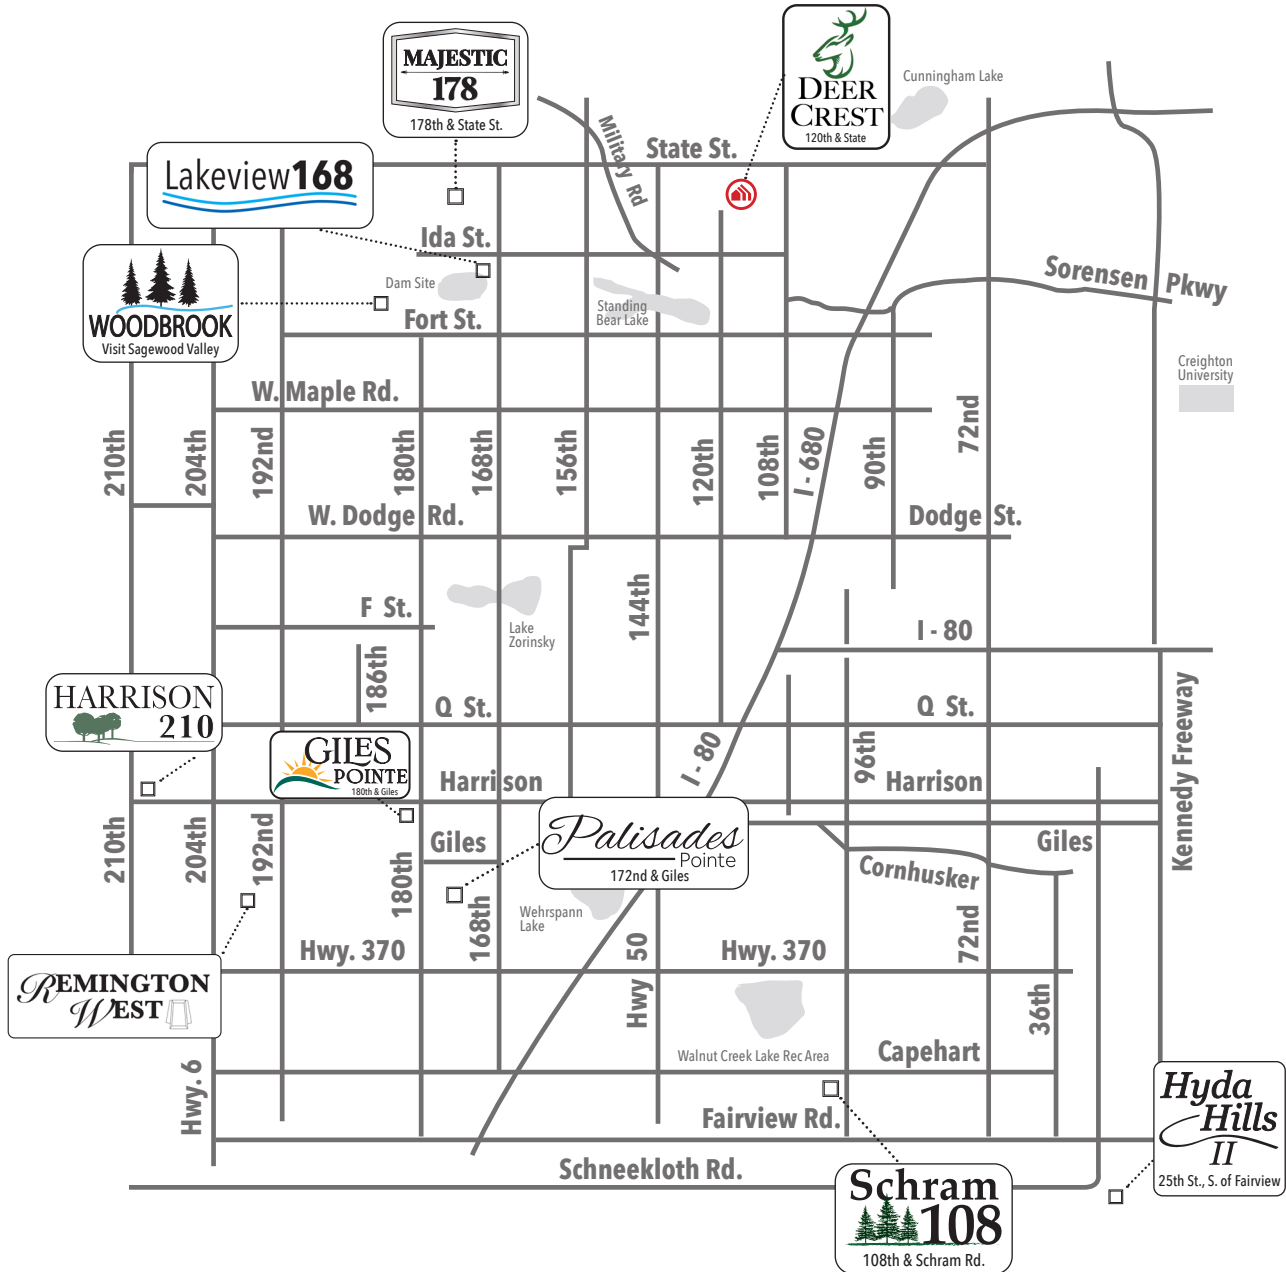 MAJESTIC
178
178th & State St.
DEER
CREST
120th & State
Cunningham Lake
Military Rd
State St.
Lakeview168
Ida St.
Dam Site
Standing
Bear Lake
Sorensen Pkwy
WOODBROOK
Visit Sagewood Valley
Fort St.
Creighton
University
W. Maple Rd.
210th
204th
192nd
180th
168th
156th
120th
108th
I - 680
90th
72nd
W. Dodge Rd.
Dodge St.
F St.
Lake
Zorinsky
144th
I - 80
186th
HARRISON
210
Q St.
Q St.
Kennedy Freeway
GILES
POINTE
180th & Giles
I - 80
96th
Harrison
Harrison
210th
204th
192nd
180th
Giles
Palisades
Pointe
172nd & Giles
Giles
Cornhusker
168th
Wehrspann
Lake
Hwy 50
72nd
Hwy. 370
Hwy. 370
REMINGTON
WEST
36th
Walnut Creek Lake Rec Area
Capehart
Hwy. 6
Fairview Rd.
Hyda
Hills
II
25th St., S. of Fairview
Schneekloth Rd.
Schram
108
108th & Schram Rd.